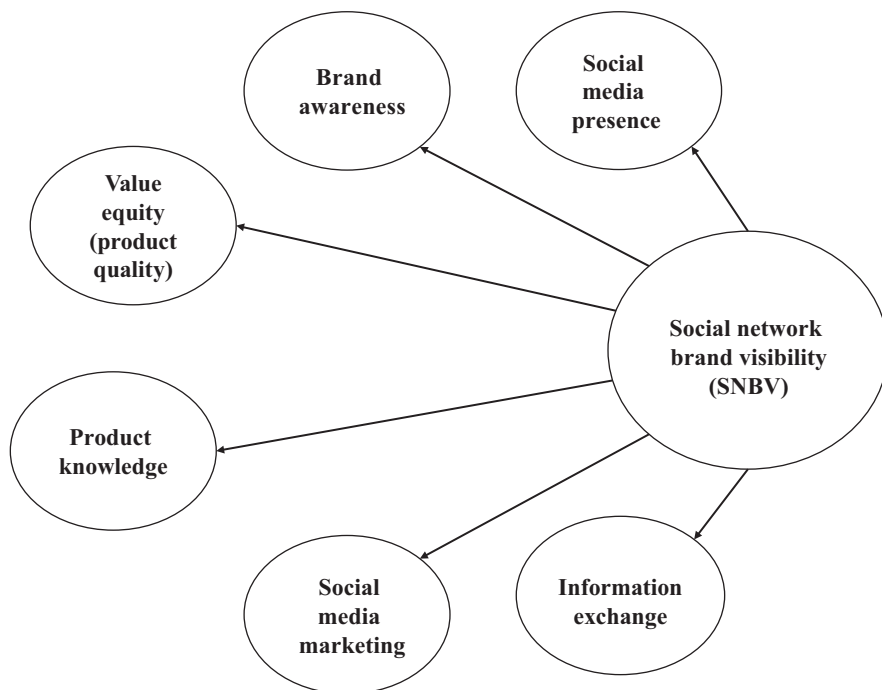 Brand
awareness
Social
media
presence
Value
equity
(product
quality)
Social network
brand visibility
(SNBV)
Product
knowledge
Social
media
marketing
Information
exchange